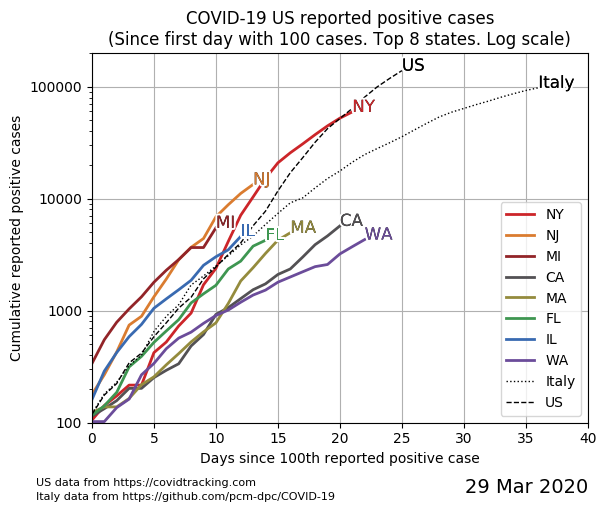 COVID-19 US reported positive cases
(Since first day with 100 cases. Top 8 states. Log scale)
Cumulative reported positive cases
100000
10000
1000
100
US
Italy
NY
NJ
MI
IL
FL
MA
CA
WA
NY
NJ
MI
CA
MA
FL
IL
WA
Italy
US
0 5 10 15 20 25 30 35 40
Days since 100th reported positive case
US data from https://covidtracking.com
Italy data from https://github.com/pcm-dpc/COVID-19
29 Mar 2020